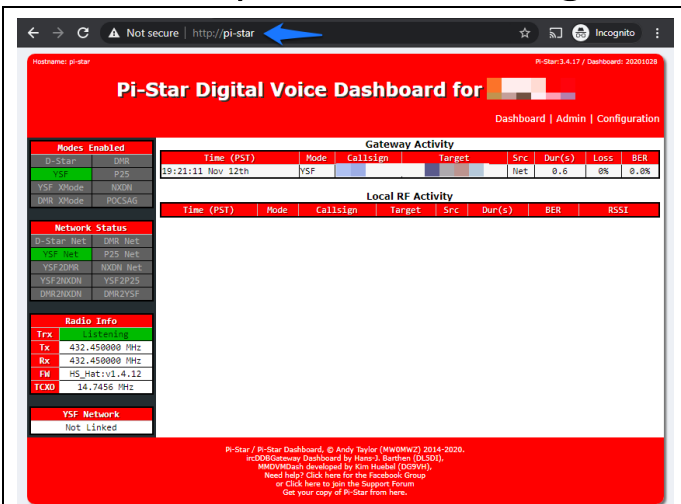 Not secure | http://pi-star Incognito
Hostname: pi-star Pi-Star:3.4.17 / Dashboard: 20201028
Pi-Star Digital Voice Dashboard for
Dashboard | Admin | Configuration
Modes Enabled
D-Star DMR
YSF P25
YSF XMode NXDN
DMR XMode POCSAG
Network Status
D-Star Net DMR Net
YSF Net P25 Net
YSF2DMR NXDN Net
YSF2NXDN YSF2P25
DMR2NXDN DMR2YSF
Radio Info
Trx Listening
Tx 432.450000 MHz
Rx 432.450000 MHz
FW HS_Hat:v1.4.12
TCXO 14.7456 MHz
YSF Network
Not Linked
Gateway Activity
Time (PST) Mode Callsign Target Src Dur(s) Loss BER
19:21:11 Nov 12th YSF Net 0.6 0% 0.0%
Local RF Activity
Time (PST) Mode Callsign Target Src Dur(s) BER RSSI
Pi-Star / Pi-Star Dashboard, © Andy Taylor (MW0MWZ) 2014-2020.
ircDDBGateway Dashboard by Hans-J. Barthen (DL5DI),
MMDVMDash developed by Kim Huebel (DG9VH),
Need help? Click here for the Facebook Group
or Click here to join the Support Forum
Get your copy of Pi-Star from here.